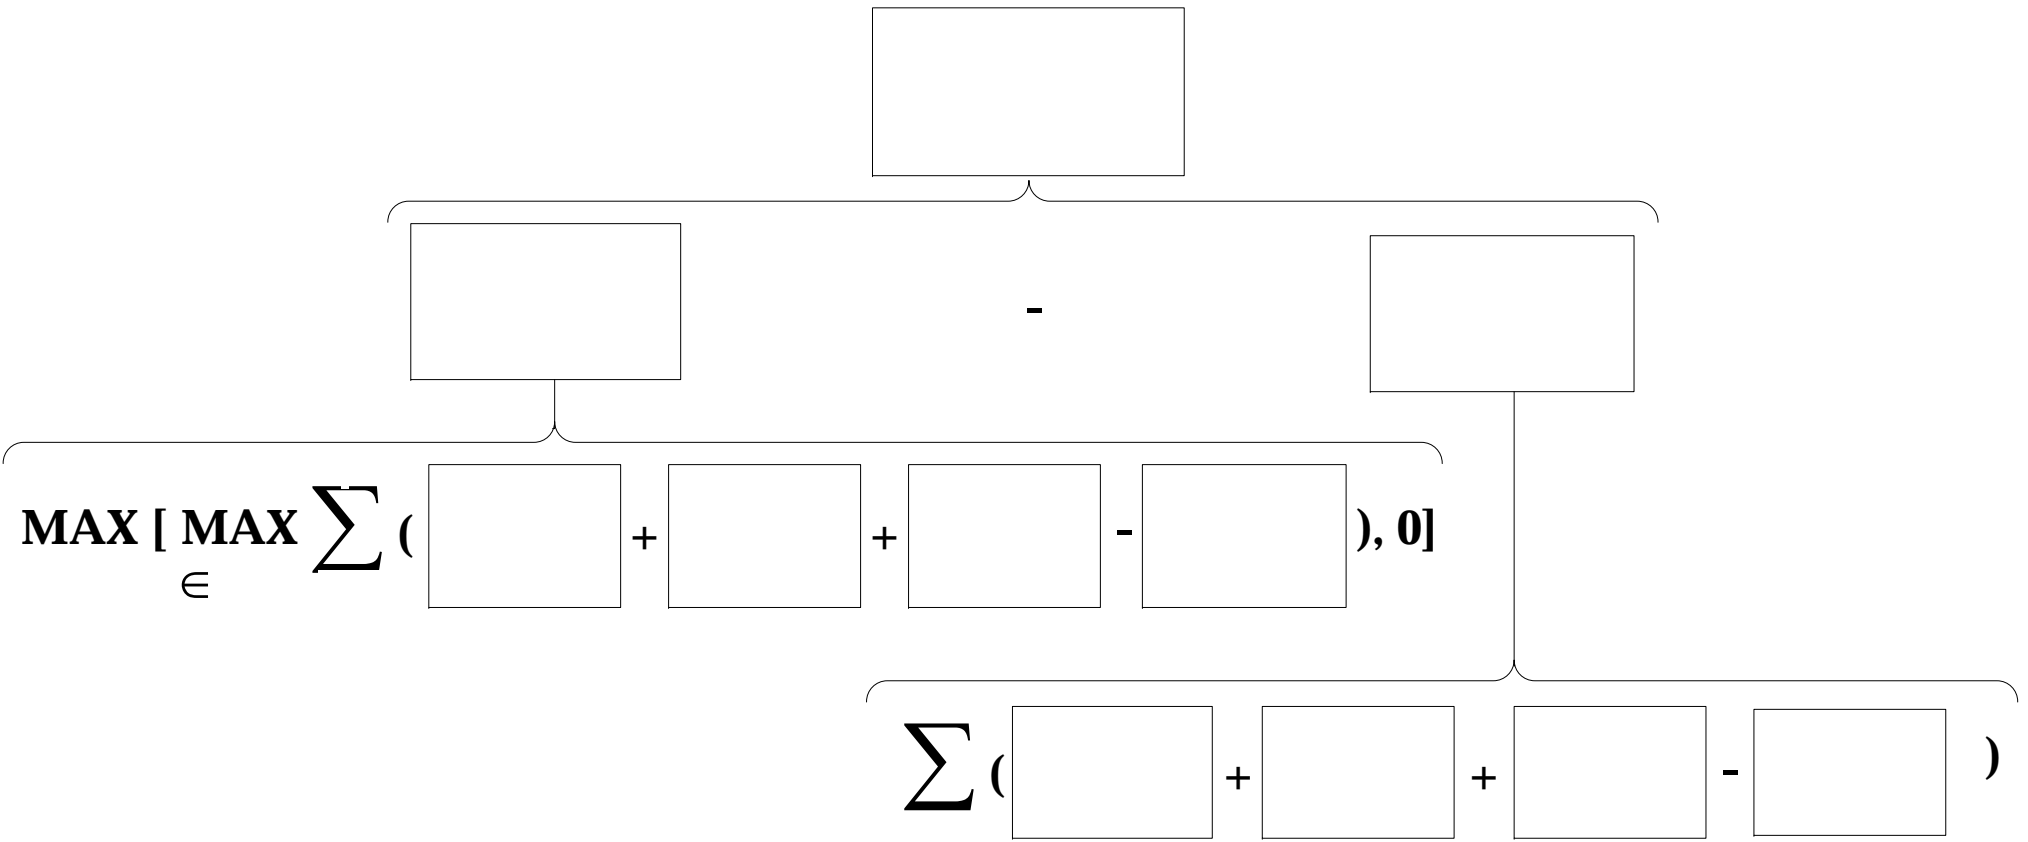 -
MAX [ MAX ∑ ( + + - ), 0]
∈
∑ ( + + - )